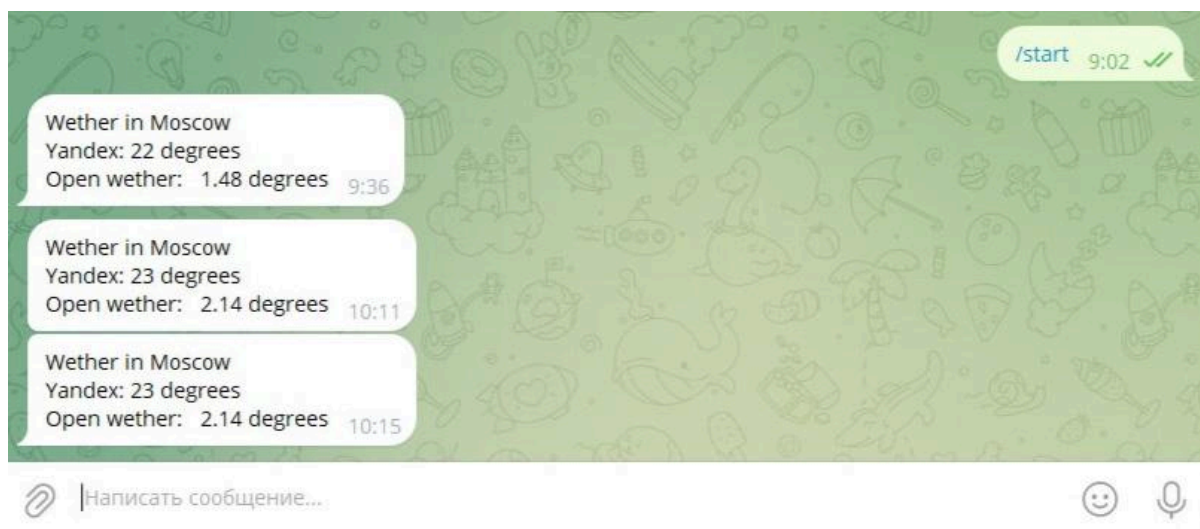 /start 9:02
Wether in Moscow
Yandex: 22 degrees
Open wether: 1.48 degrees 9:36
Wether in Moscow
Yandex: 23 degrees
Open wether: 2.14 degrees 10:11
Wether in Moscow
Yandex: 23 degrees
Open wether: 2.14 degrees 10:15
Написать сообщение...